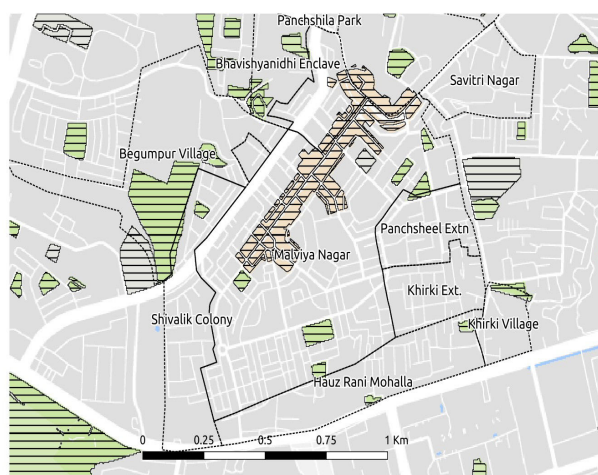 Panchshila Park
Bhavishyanidhi Enclave
Savitri Nagar
Begumpur Village
Panchsheel Extn
Malviya Nagar
Khirki Ext.
Shivalik Colony
Khirki Village
Hauz Rani Mohalla
0 0.25 0.5 0.75 1 Km